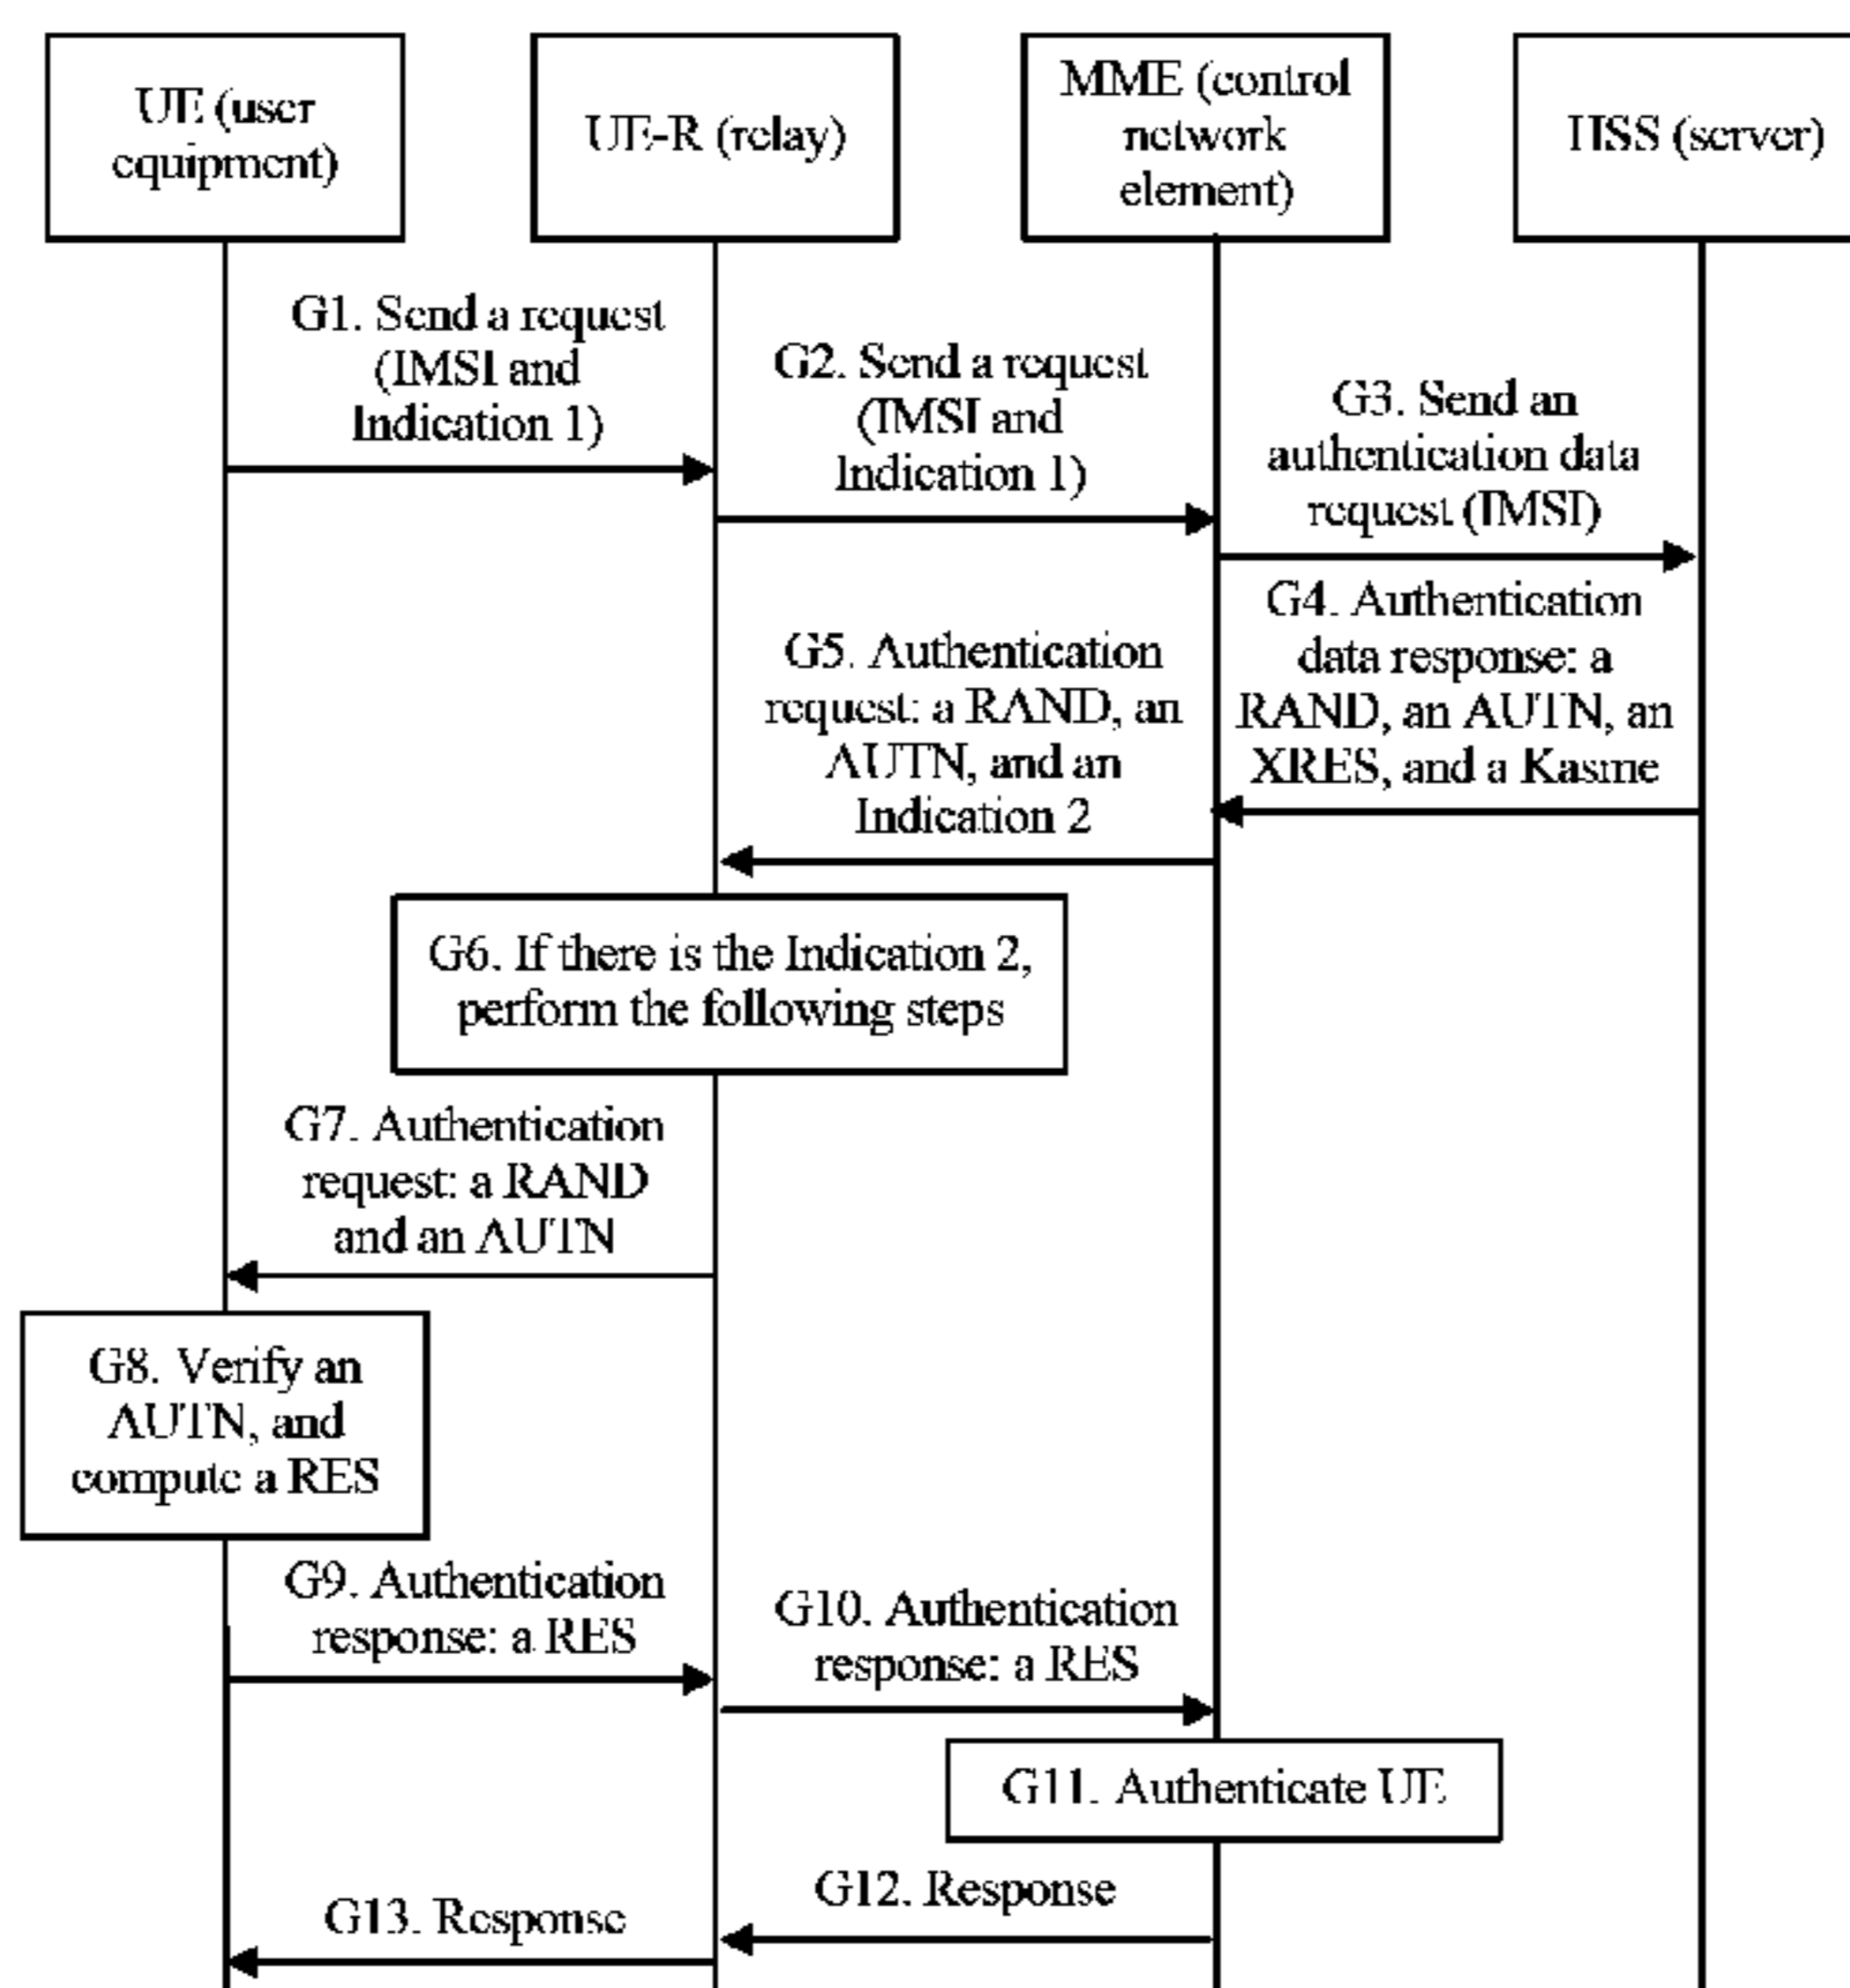 UE (user
equipment)
UE-R (relay)
MME (control
network
element)
HSS (server)
G1. Send a request
(IMSI and
Indication 1)
G2. Send a request
(IMSI and
Indication 1)
G3. Send an
authentication data
request (IMSI)
G4. Authentication
data response: a
RAND, an AUTN, an
XRES, and a Kasme
G5. Authentication
request: a RAND, an
AUTN, and an
Indication 2
G6. If there is the Indication 2,
perform the following steps
G7. Authentication
request: a RAND
and an AUTN
G8. Verify an
AUTN, and
compute a RES
G9. Authentication
response: a RES
G10. Authentication
response: a RES
G11. Authenticate UE
G12. Response
G13. Response